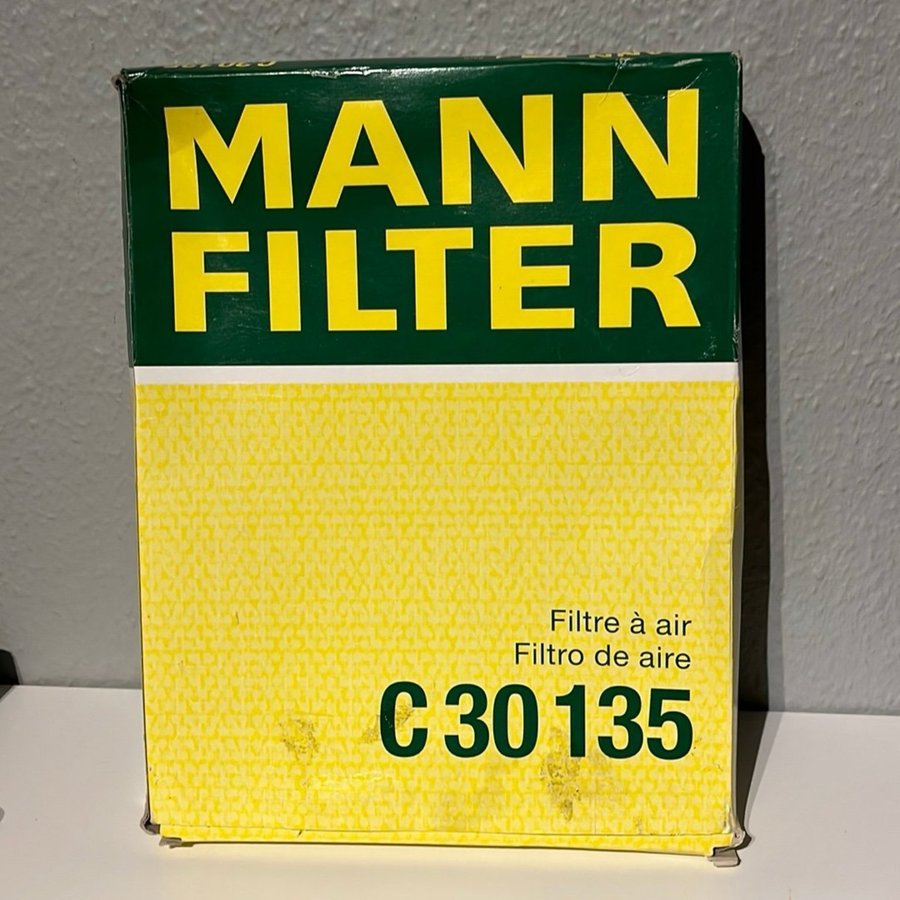 MANN
FILTER
Filtre à air
Filtro de aire
C 30 135